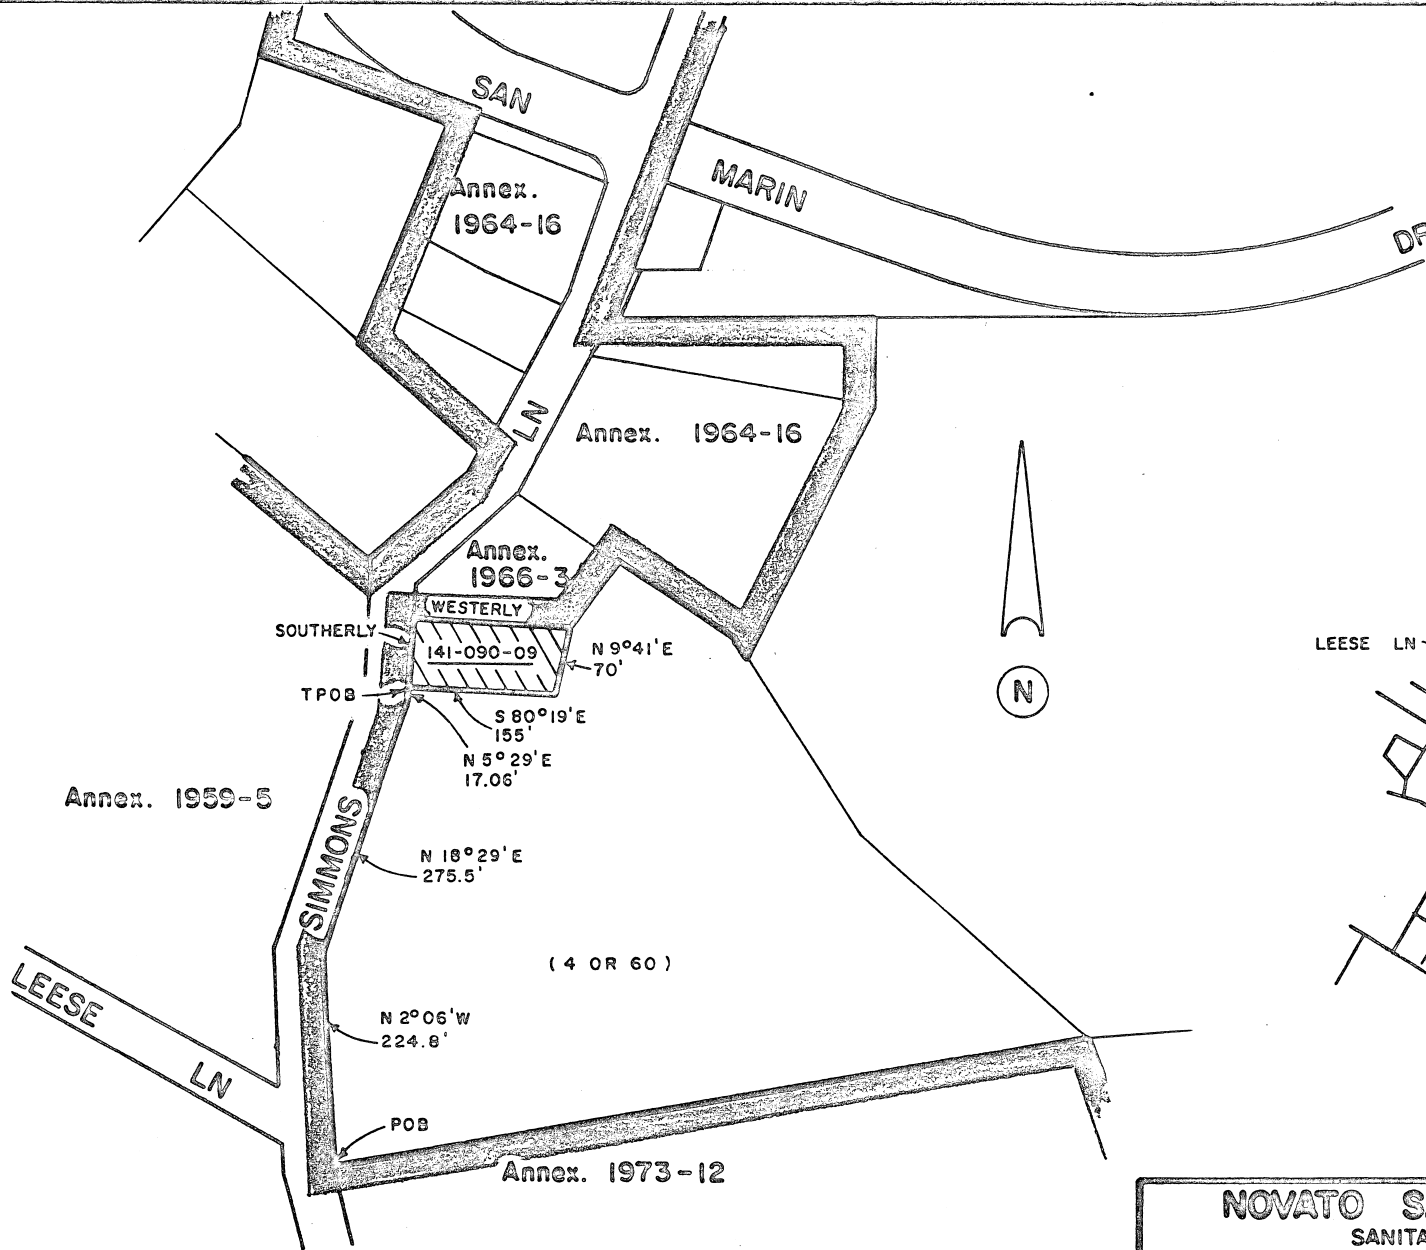 SAN
MARIN
Annex.
1964-16
LN
Annex. 1964-16
Annex.
1966-3
WESTERLY
SOUTHERLY
141-090-09
N 9°41'E
70'
LEESE LN
TPOB
N
S 80°19'E
155'
N 5°29'E
17.06'
Annex. 1959-5
SIMMONS
N 18°29'E
275.5'
(4 OR 60)
LEESE
LN
N 2°06'W
224.8'
POB
Annex. 1973-12
NOVATO